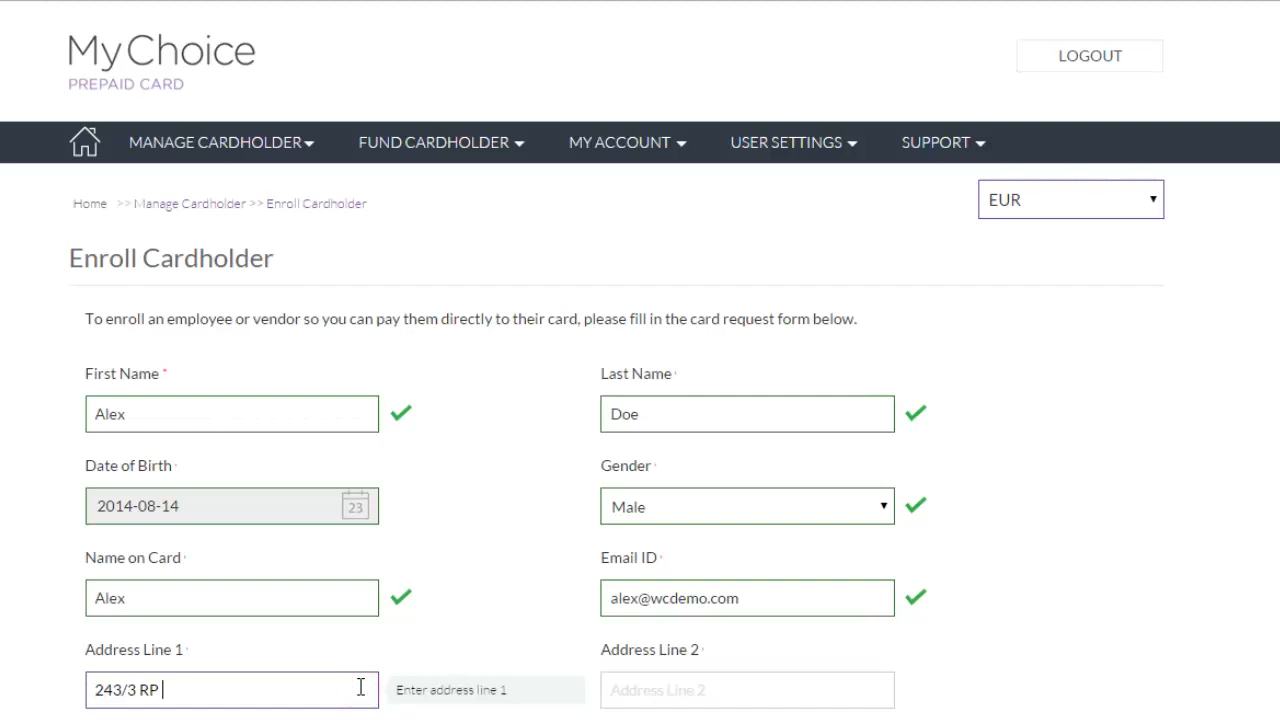 My Choice
PREPAID CARD
LOGOUT
MANAGE CARDHOLDER FUND CARDHOLDER MY ACCOUNT USER SETTINGS SUPPORT
Home >> Manage Cardholder >> Enroll Cardholder
EUR
Enroll Cardholder
To enroll an employee or vendor so you can pay them directly to their card, please fill in the card request form below.
First Name * Last Name
Alex Doe
Date of Birth Gender
2014-08-14 23 Male
Name on Card Email ID
Alex alex@wcdemo.com
Address Line 1 Address Line 2
243/3 RP Enter address line 1 Address Line 2